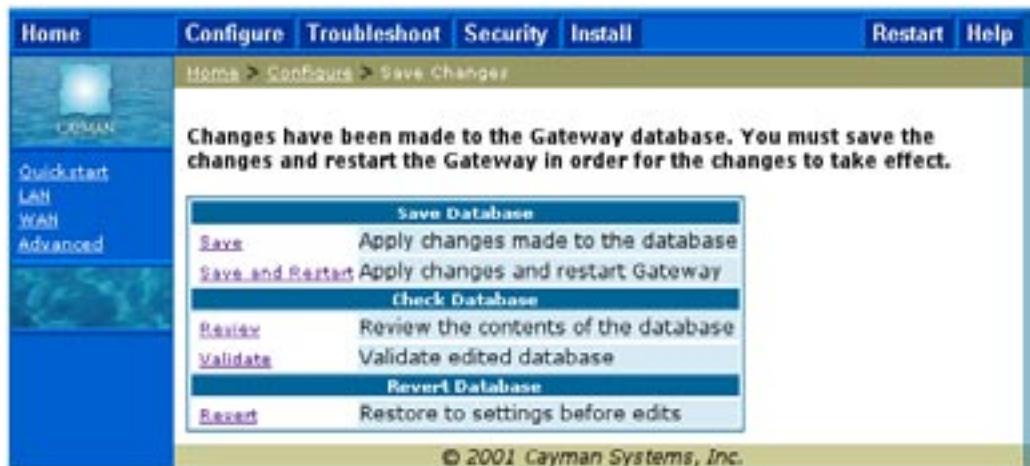 Home Configure Troubleshoot Security Install Restart Help
Home > Configure > Save Changes
CAYMAN
Changes have been made to the Gateway database. You must save the
changes and restart the Gateway in order for the changes to take effect.
Quickstart
LAN
WAN
Advanced
Save Database
Save Apply changes made to the database
Save and Restart Apply changes and restart Gateway
Check Database
Review Review the contents of the database
Validate Validate edited database
Revert Database
Revert Restore to settings before edits
© 2001 Cayman Systems, Inc.